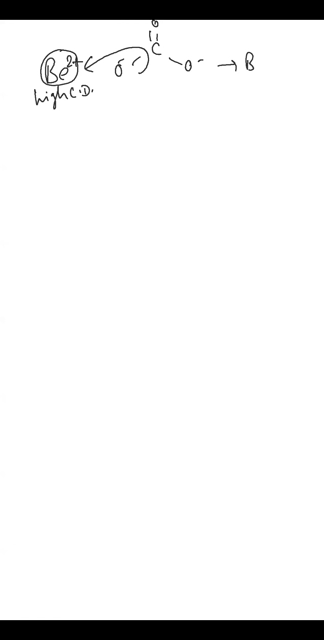 O
||
C
Be2+ O- O- → B
high C.D.